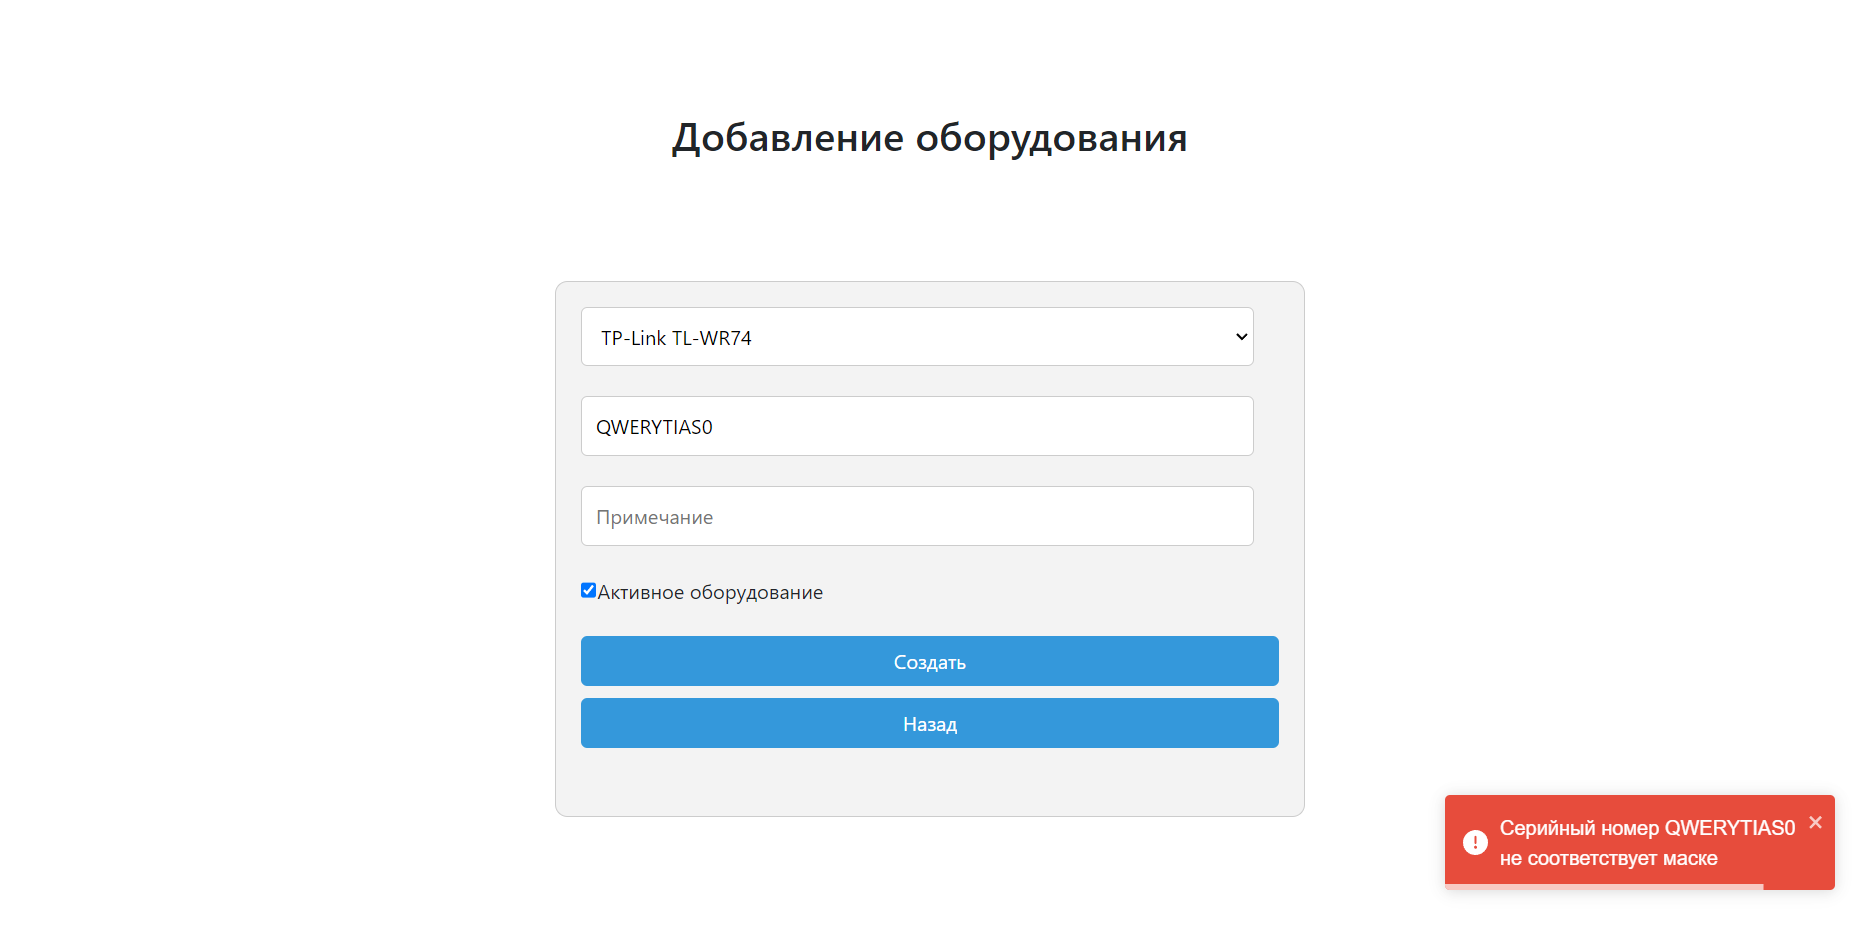 Добавление оборудования
TP-Link TL-WR74
QWERYTIAS0
Примечание
Активное оборудование
Создать
Назад
Серийный номер QWERYTIAS0
не соответствует маске